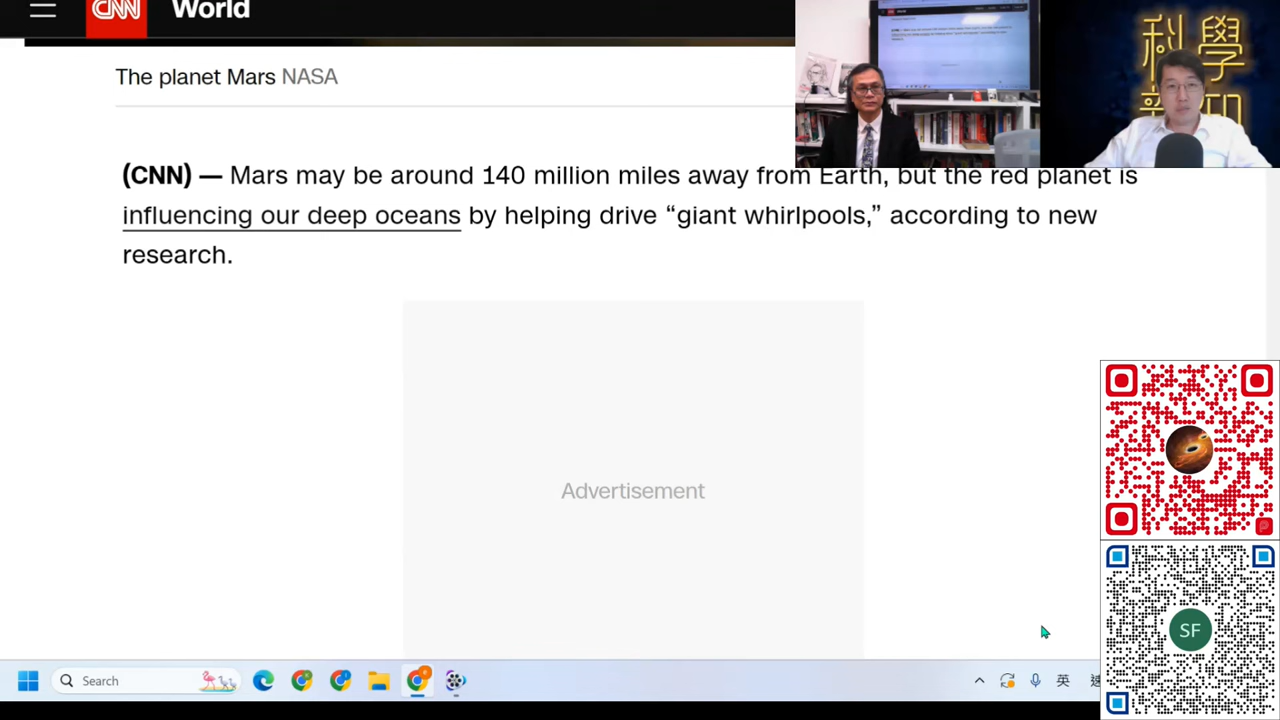 CNN World
The planet Mars NASA
(CNN) — Mars may be around 140 million miles away from Earth, but the red planet is
influencing our deep oceans by helping drive “giant whirlpools,” according to new
research.
Advertisement
科學
SF
Search
英
速